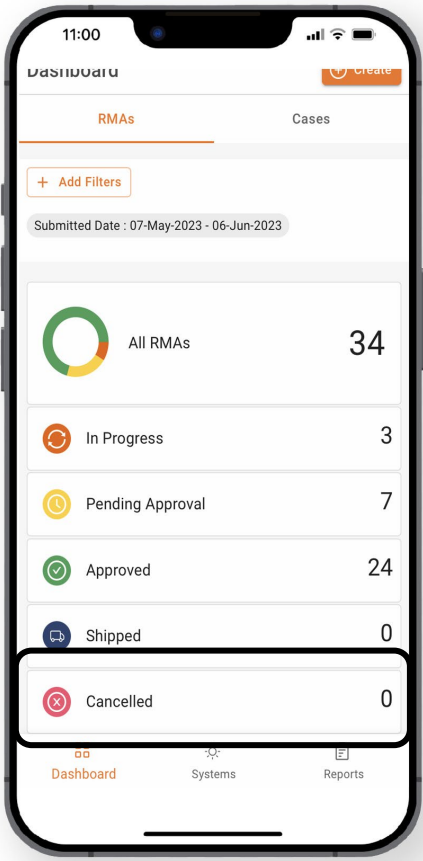 11:00
Dashboard
Create
RMAs
Cases
+ Add Filters
Submitted Date : 07-May-2023 - 06-Jun-2023
All RMAs 34
In Progress 3
Pending Approval 7
Approved 24
Shipped 0
Cancelled 0
Dashboard
Systems
Reports